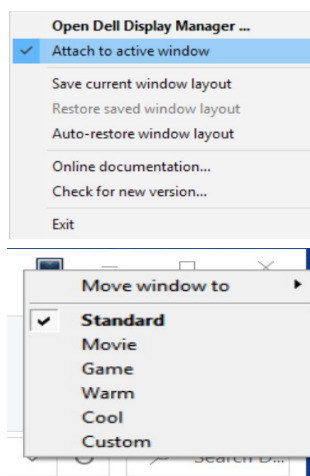 Open Dell Display Manager ...
Attach to active window
Save current window layout
Restore saved window layout
Auto-restore window layout
Online documentation...
Check for new version...
Exit
Move window to
Standard
Movie
Game
Warm
Cool
Custom
Search D...